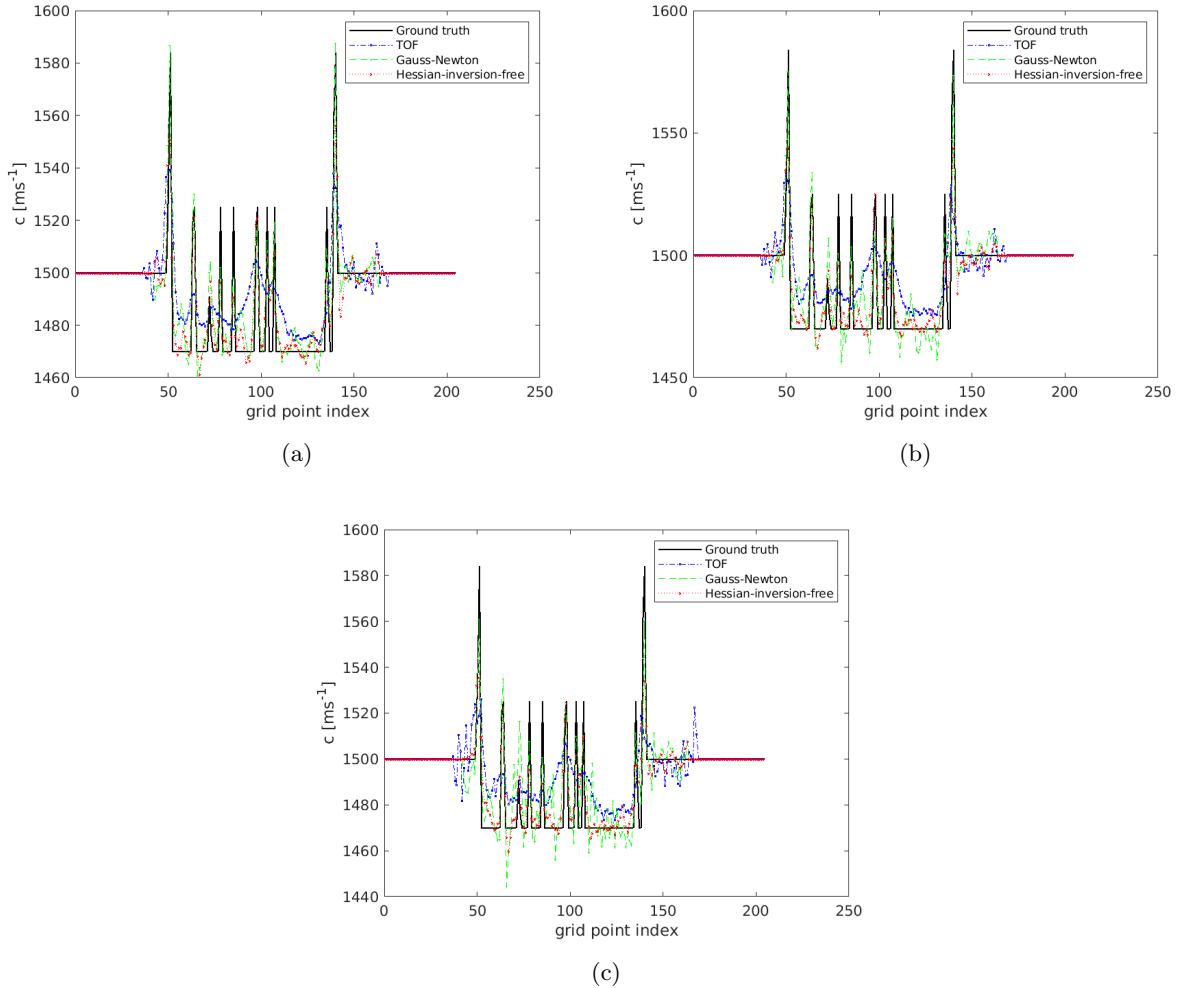 1600
1580
1560
1540
1520
1500
1480
1460
c [ms-1]
0 50 100 150 200 250
grid point index
Ground truth
TOF
Gauss-Newton
Hessian-inversion-free
(a)
1600
1550
1500
1450
c [ms-1]
0 50 100 150 200 250
grid point index
Ground truth
TOF
Gauss-Newton
Hessian-inversion-free
(b)
1600
1580
1560
1540
1520
1500
1480
1460
1440
c [ms-1]
0 50 100 150 200 250
grid point index
Ground truth
TOF
Gauss-Newton
Hessian-inversion-free
(c)